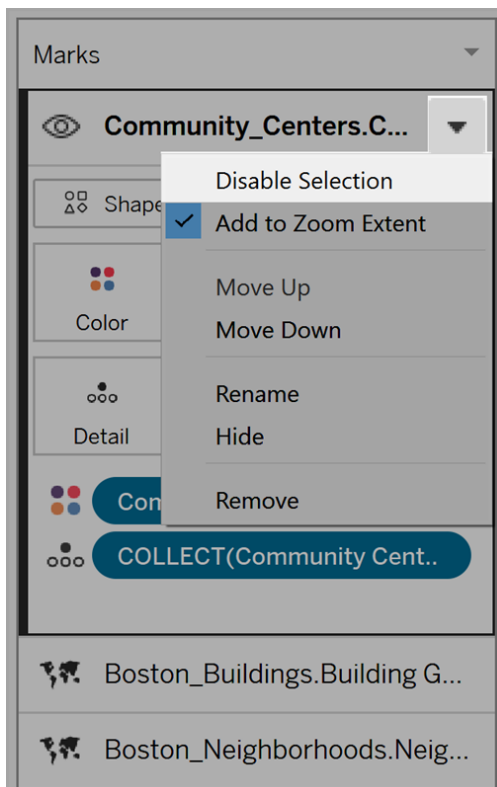 Marks
Community_Centers.C...
Disable Selection
Shape
Add to Zoom Extent
Color
Move Up
Move Down
Detail
Rename
Hide
Com
Remove
COLLECT(Community Cent..
Boston_Buildings.Building G...
Boston_Neighborhoods.Neig...